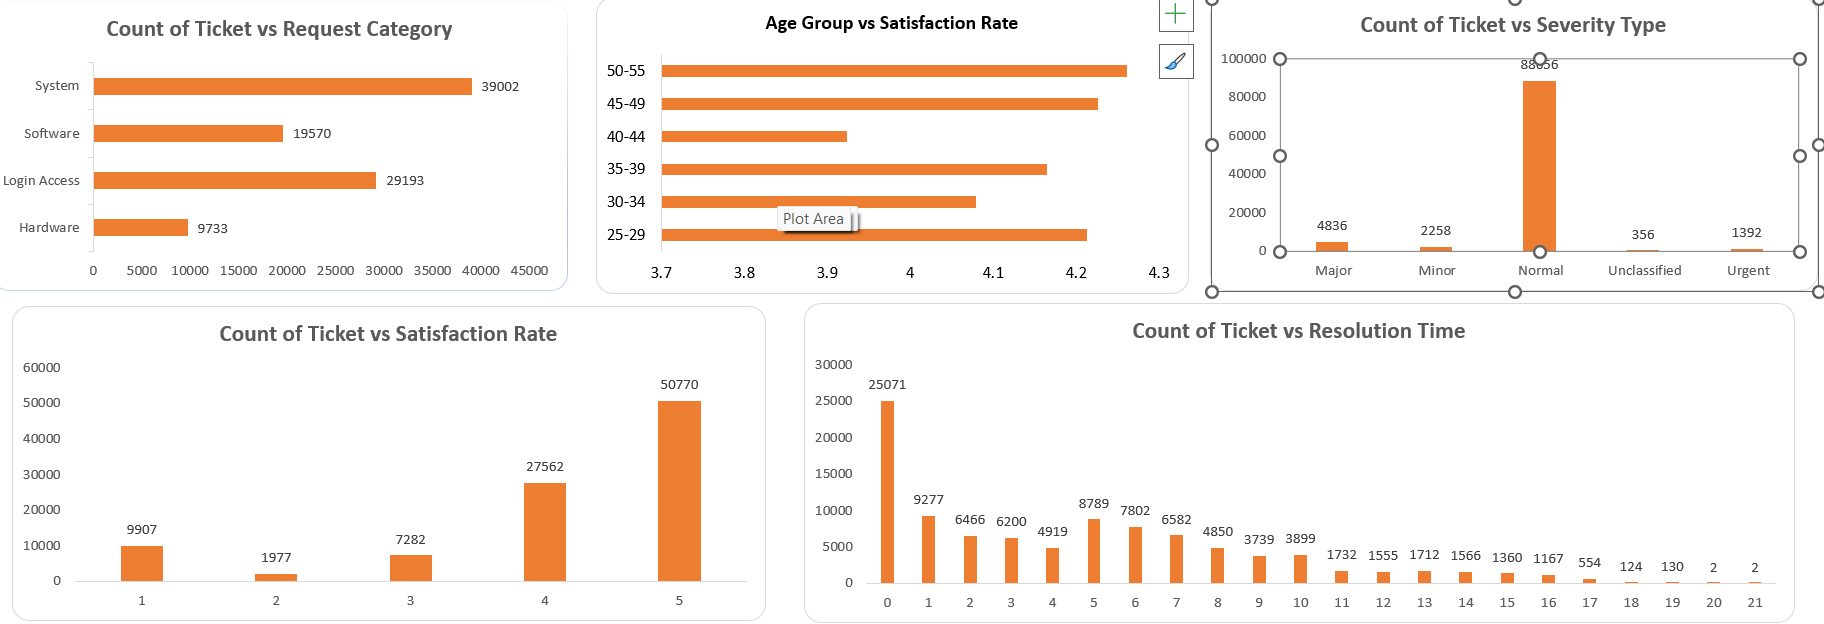 Count of Ticket vs Request Category
System
39002
Software
19570
Login Access
29193
Hardware
9733
0 5000 10000 15000 20000 25000 30000 35000 40000 45000
Age Group vs Satisfaction Rate
50-55
45-49
40-44
35-39
30-34
Plot Area
25-29
3.7 3.8 3.9 4 4.1 4.2 4.3
Count of Ticket vs Severity Type
100000
80000
60000
40000
20000
0
4836 2258 88656 356 1392
Major Minor Normal Unclassified Urgent
Count of Ticket vs Satisfaction Rate
60000
50000
40000
30000
20000
10000
0
9907 1977 7282 27562 50770
1 2 3 4 5
Count of Ticket vs Resolution Time
30000
25000
20000
15000
10000
5000
0
25071 9277 6466 6200 4919 8789 7802 6582 4850 3739 3899 1732 1555 1712 1566 1360 1167 554 124 130 2 2
0 1 2 3 4 5 6 7 8 9 10 11 12 13 14 15 16 17 18 19 20 21